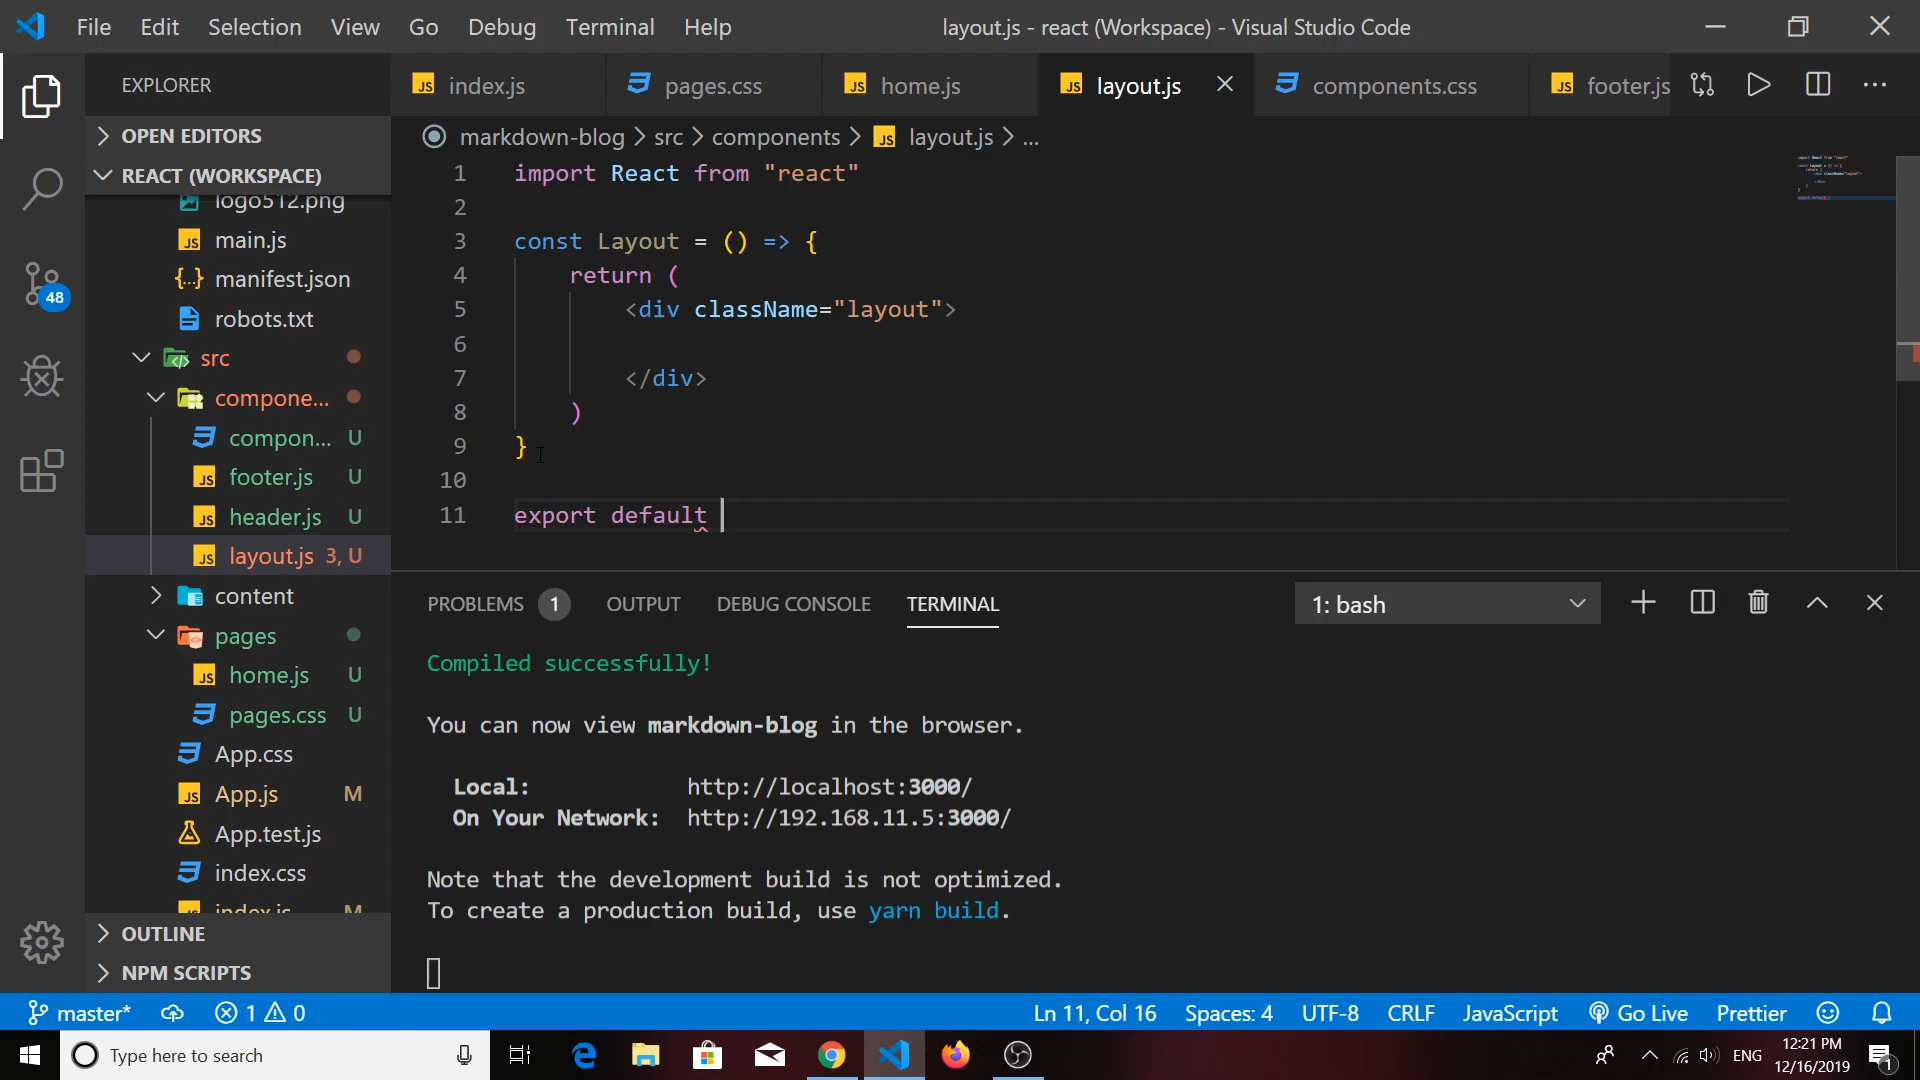 File Edit Selection View Go Debug Terminal Help
layout.js - react (Workspace) - Visual Studio Code
EXPLORER
OPEN EDITORS
REACT (WORKSPACE)
logo512.png
main.js
{..} manifest.json
robots.txt
src
compone...
compon... U
footer.js U
header.js U
layout.js 3, U
content
pages
home.js U
pages.css U
App.css
App.js M
App.test.js
index.css
index.js M
OUTLINE
NPM SCRIPTS
48
index.js
pages.css
home.js
layout.js
components.css
footer.js
markdown-blog > src > components > layout.js > ...
1 import React from "react"
2
3 const Layout = () => {
4 return (
5 <div className="layout">
6
7 </div>
8 )
9 }
10
11 export default
PROBLEMS 1 OUTPUT DEBUG CONSOLE TERMINAL
1: bash
Compiled successfully!
You can now view markdown-blog in the browser.
Local: http://localhost:3000/
On Your Network: http://192.168.11.5:3000/
Note that the development build is not optimized.
To create a production build, use yarn build.
master* 1 0
Ln 11, Col 16 Spaces: 4 UTF-8 CRLF JavaScript Go Live Prettier
Type here to search
ENG
12:21 PM
12/16/2019
1